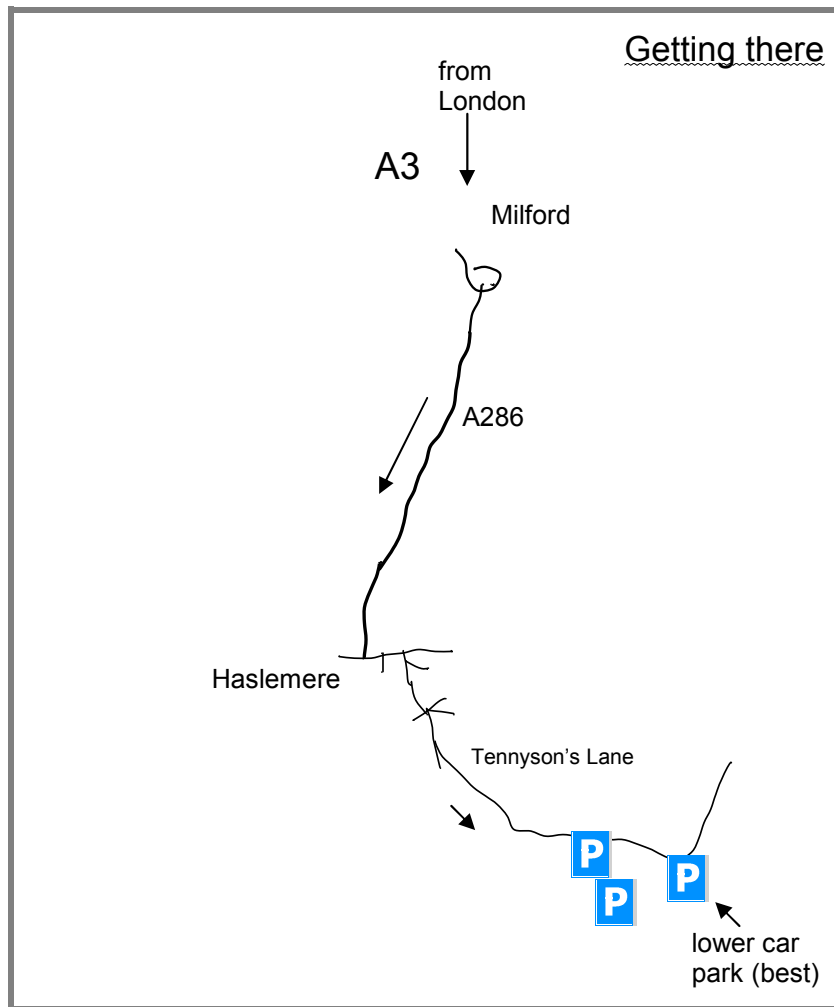 Getting there
from
London
A3
Milford
A286
Haslemere
Tennyson's Lane
P
P
P
lower car
park (best)